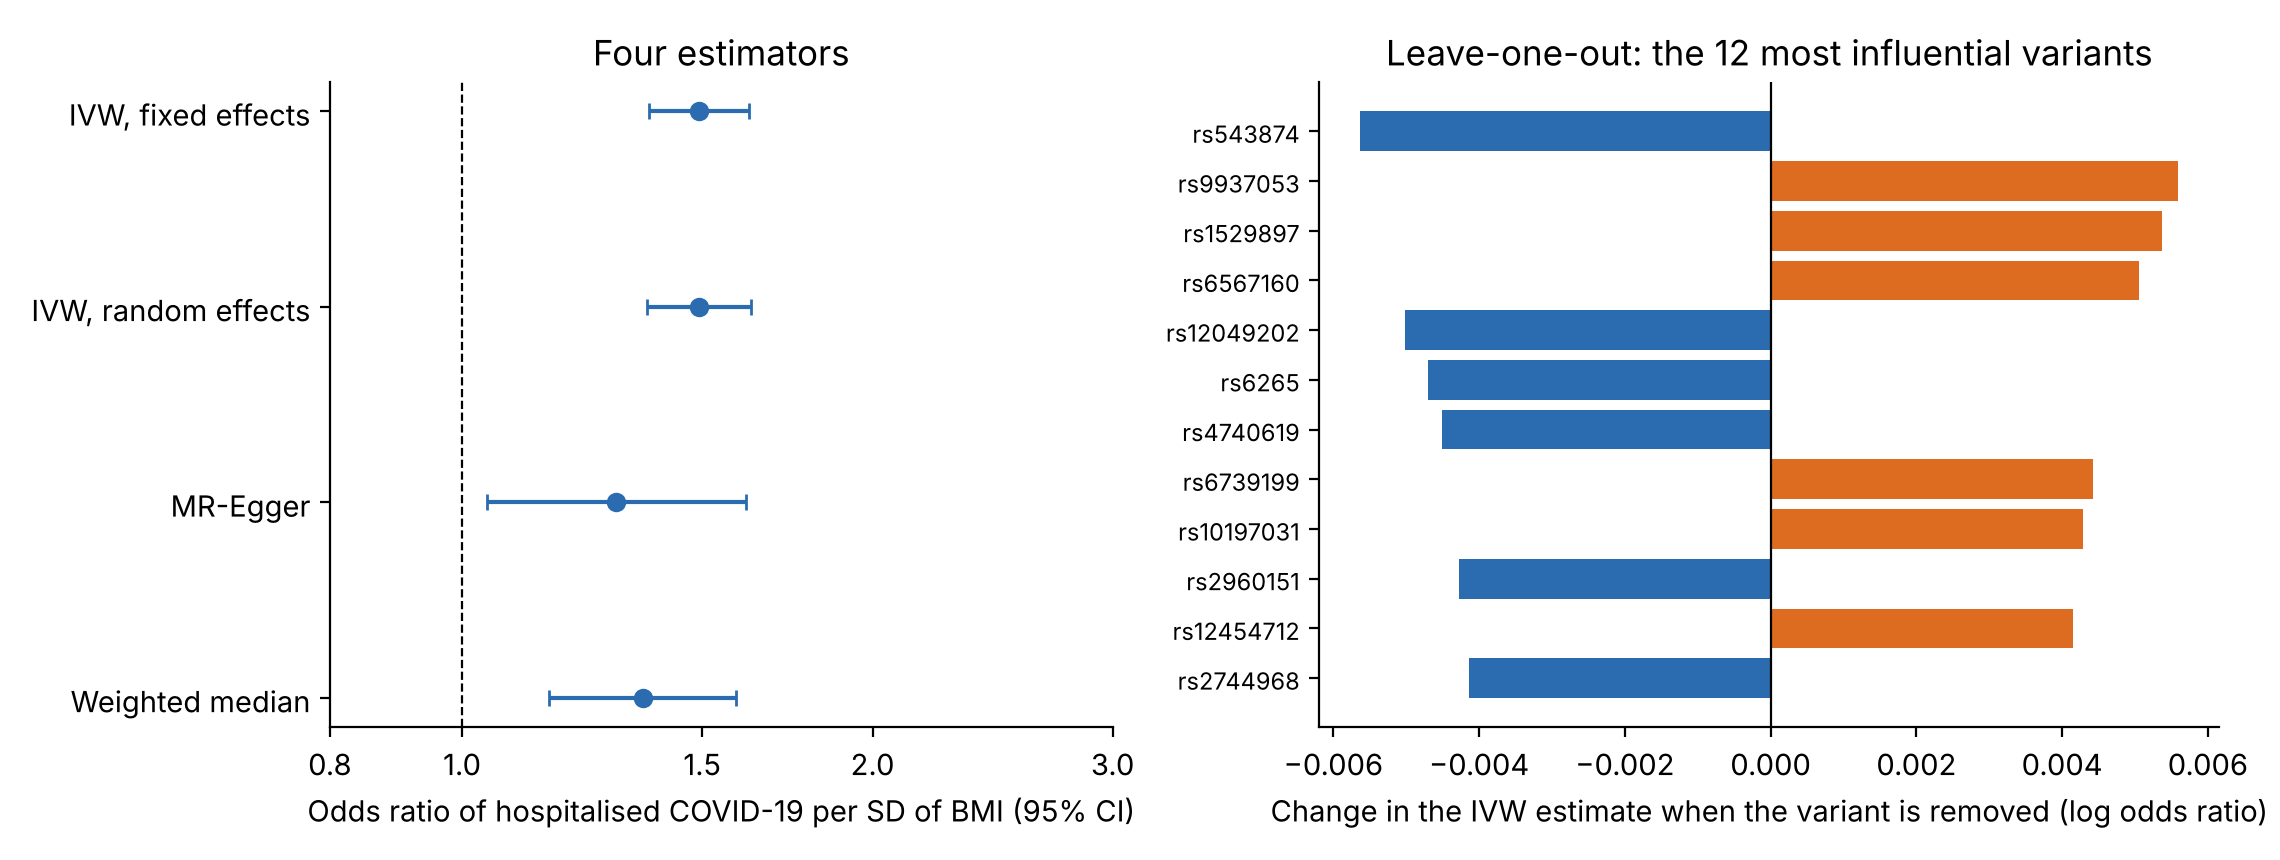 Four estimators
IVW, fixed effects
IVW, random effects
MR-Egger
Weighted median
0.8 1.0 1.5 2.0 3.0
Odds ratio of hospitalised COVID-19 per SD of BMI (95% CI)
Leave-one-out: the 12 most influential variants
rs543874
rs9937053
rs1529897
rs6567160
rs12049202
rs6265
rs4740619
rs6739199
rs10197031
rs2960151
rs12454712
rs2744968
−0.006 −0.004 −0.002 0.000 0.002 0.004 0.006
Change in the IVW estimate when the variant is removed (log odds ratio)